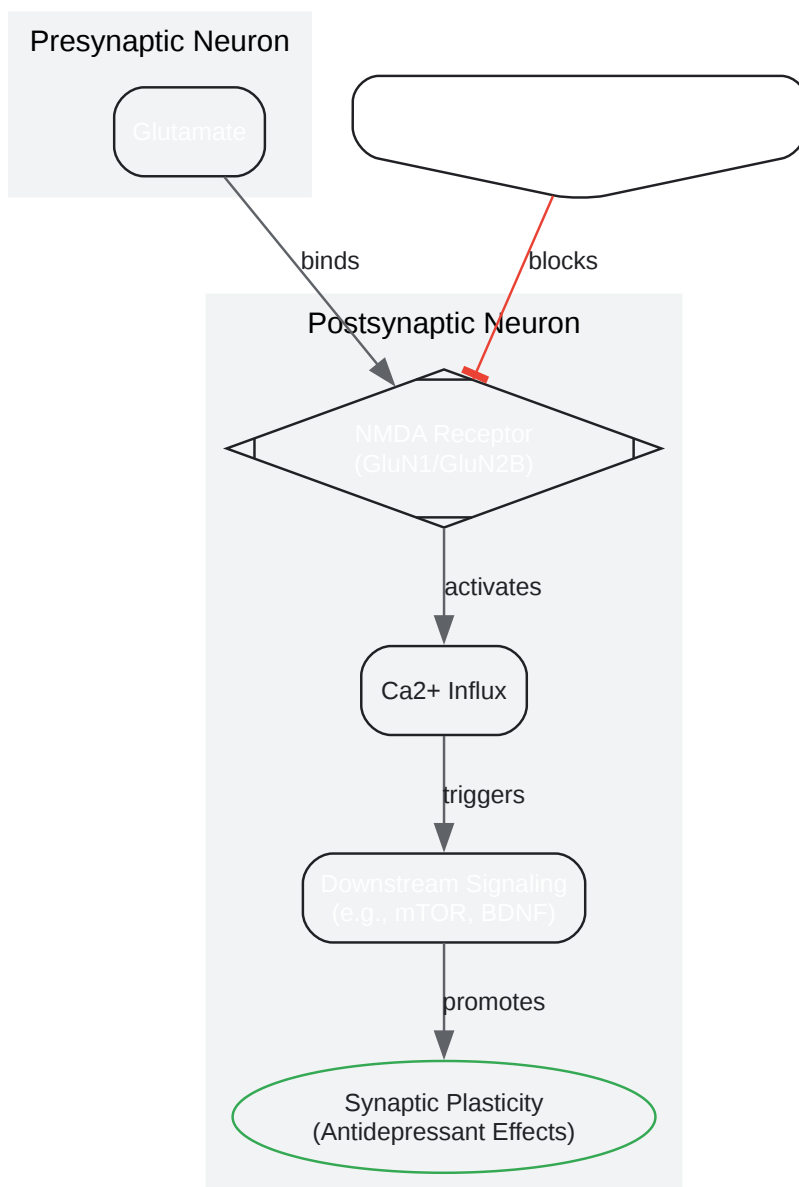 Presynaptic Neuron
Glutamate
binds
blocks
Postsynaptic Neuron
NMDA Receptor
(GluN1/GluN2B)
activates
Ca2+ Influx
triggers
Downstream Signaling
(e.g., mTOR, BDNF)
promotes
Synaptic Plasticity
(Antidepressant Effects)